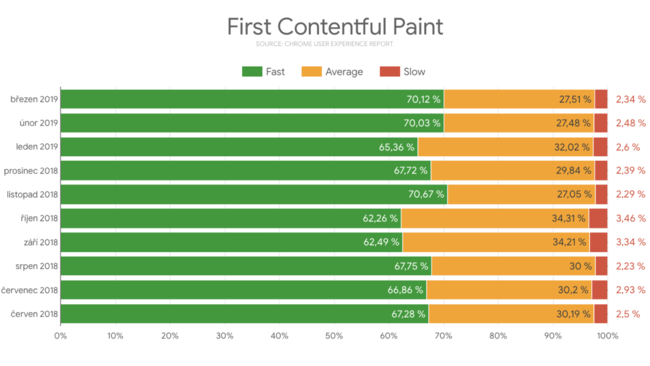 First Contentful Paint
SOURCE: CHROME USER EXPERIENCE REPORT
Fast Average Slow
březen 2019 70,12 % 27,51 % 2,34 %
únor 2019 70,03 % 27,48 % 2,48 %
leden 2019 65,36 % 32,02 % 2,6 %
prosinec 2018 67,72 % 29,84 % 2,39 %
listopad 2018 70,67 % 27,05 % 2,29 %
říjen 2018 62,26 % 34,31 % 3,46 %
září 2018 62,49 % 34,21 % 3,34 %
srpen 2018 67,75 % 30 % 2,23 %
červenec 2018 66,86 % 30,2 % 2,93 %
červen 2018 67,28 % 30,19 % 2,5 %
0% 10% 20% 30% 40% 50% 60% 70% 80% 90% 100%